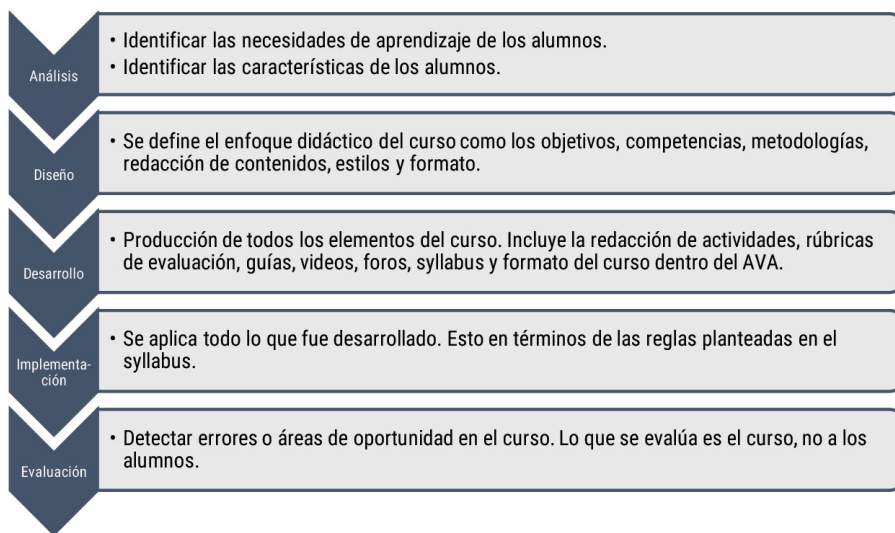 Análisis
• Identificar las necesidades de aprendizaje de los alumnos.
• Identificar las características de los alumnos.
Diseño
• Se define el enfoque didáctico del curso como los objetivos, competencias, metodologías,
redacción de contenidos, estilos y formato.
Desarrollo
• Producción de todos los elementos del curso. Incluye la redacción de actividades, rúbricas
de evaluación, guías, videos, foros, syllabus y formato del curso dentro del AVA.
Implementa-
ción
• Se aplica todo lo que fue desarrollado. Esto en términos de las reglas planteadas en el
syllabus.
Evaluación
• Detectar errores o áreas de oportunidad en el curso. Lo que se evalúa es el curso, no a los
alumnos.